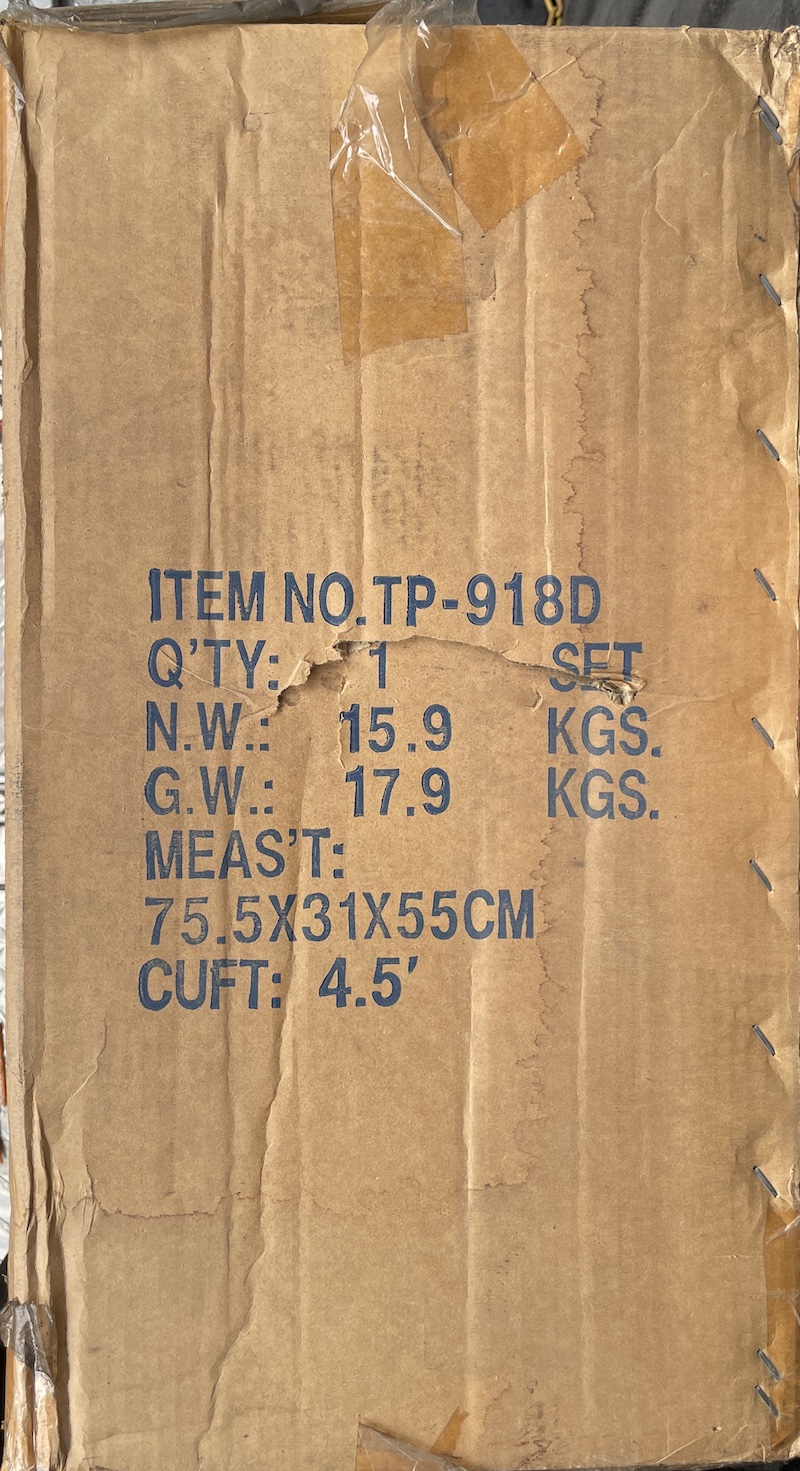 ITEM NO.TP-918D
Q'TY: 1 SET
N.W.: 15.9 KGS.
G.W.: 17.9 KGS.
MEAS'T:
75.5X31X55CM
CUFT: 4.5'